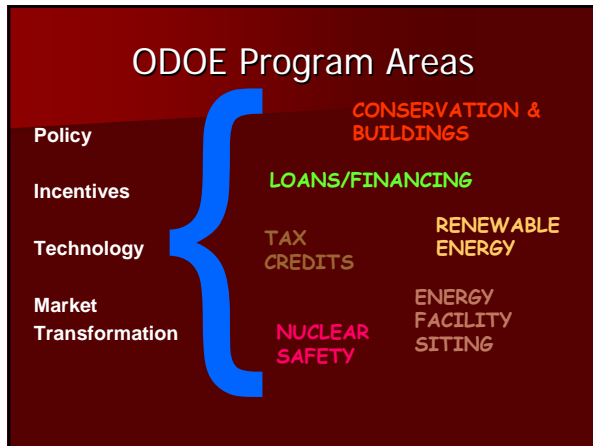 ODOE Program Areas
Policy
Incentives
Technology
Market
Transformation
CONSERVATION &
BUILDINGS
LOANS/FINANCING
TAX
CREDITS
RENEWABLE
ENERGY
NUCLEAR
SAFETY
ENERGY
FACILITY
SITING